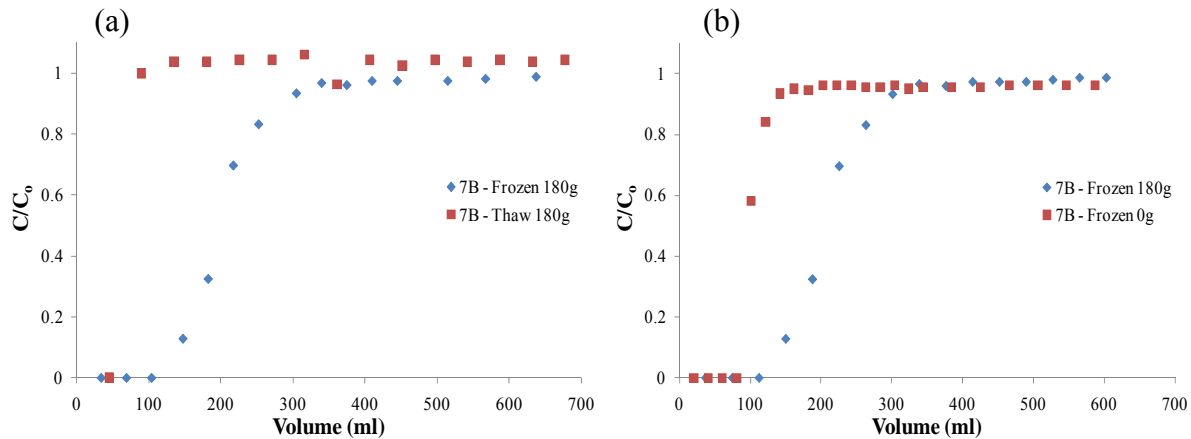 (a)
C/Co
1
0.8
0.6
0.4
0.2
0
0 100 200 300 400 500 600 700
Volume (ml)
7B - Frozen 180g
7B - Thaw 180g
(b)
C/Co
1
0.8
0.6
0.4
0.2
0
0 100 200 300 400 500 600 700
Volume (ml)
7B - Frozen 180g
7B - Frozen 0g